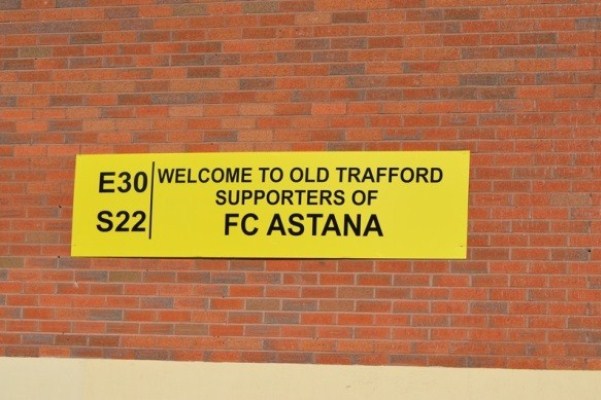 E30
S22
WELCOME TO OLD TRAFFORD
SUPPORTERS OF
FC ASTANA